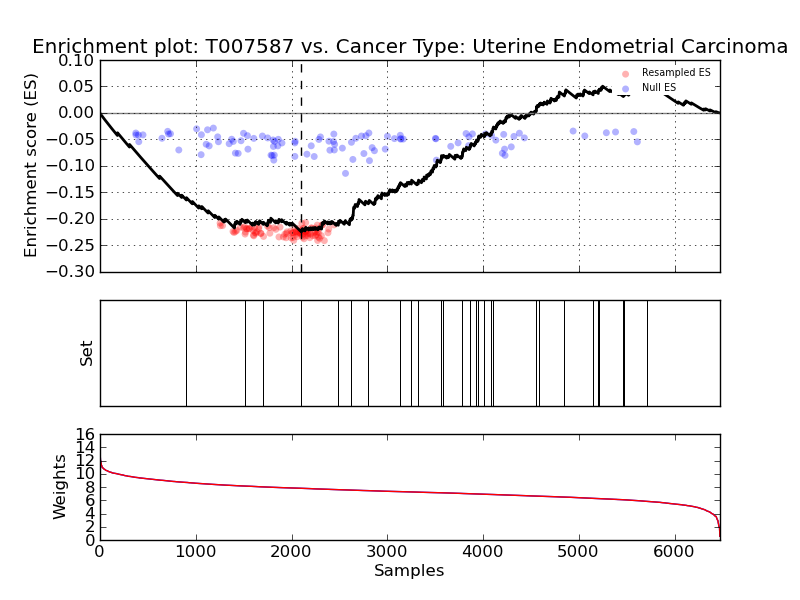 Enrichment plot: T007587 vs. Cancer Type: Uterine Endometrial Carcinoma
Enrichment score (ES)
0.10
0.05
0.00
−0.05
−0.10
−0.15
−0.20
−0.25
−0.30
Resampled ES
Null ES
Set
Weights
16
14
12
10
8
6
4
2
0
0 1000 2000 3000 4000 5000 6000
Samples